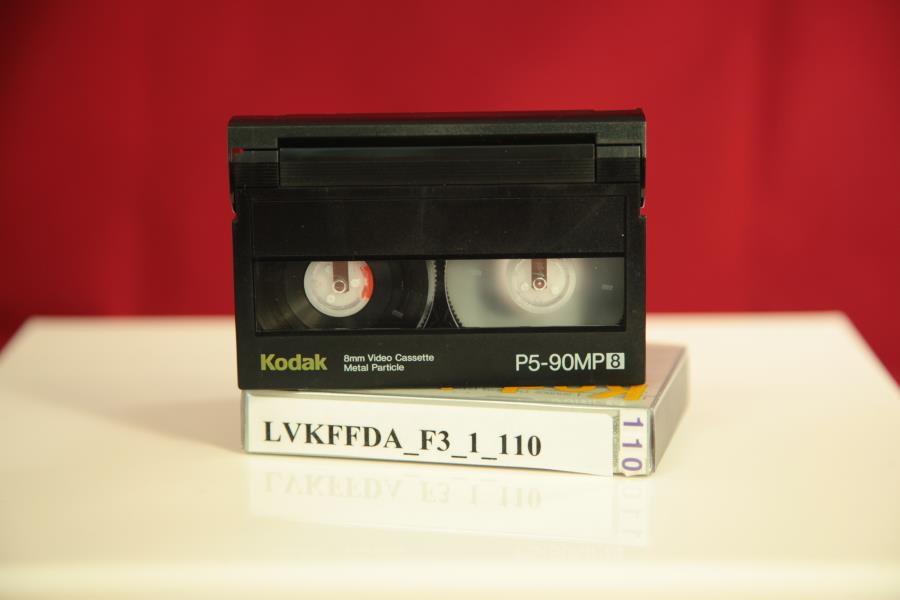 Kodak
8mm Video Cassette
Metal Particle
P5-90MP8
LVKFFDA_F3_1_110
110